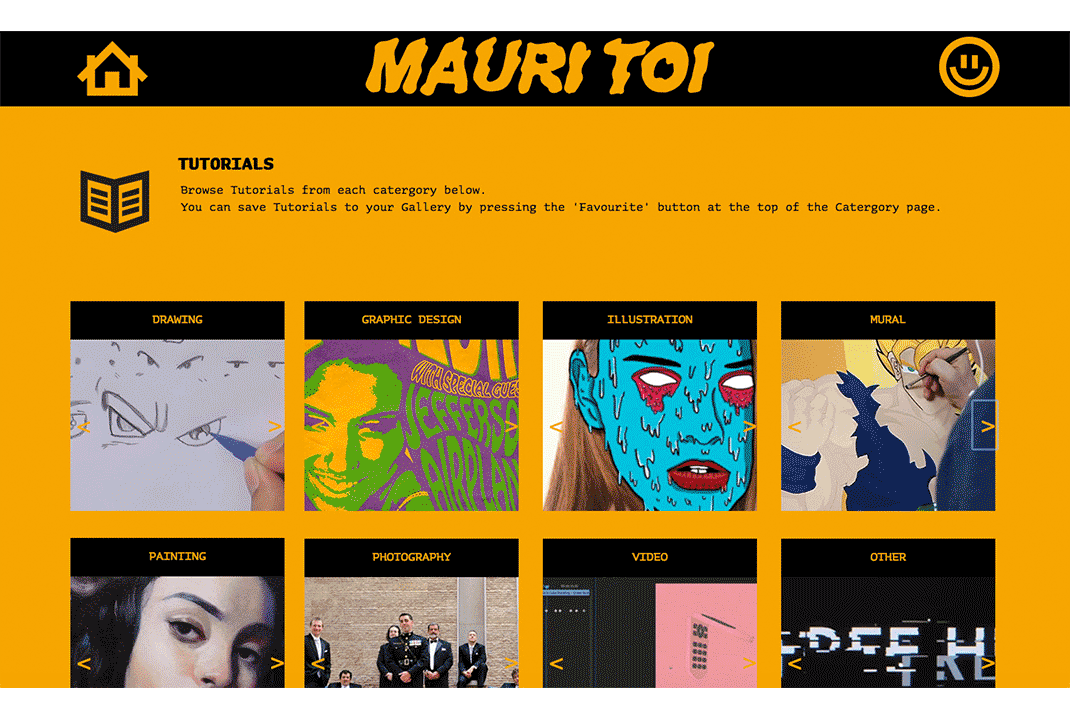 MAURI TOI
TUTORIALS
Browse Tutorials from each catergory below.
You can save Tutorials to your Gallery by pressing the 'Favourite' button at the top of the Catergory page.
DRAWING
GRAPHIC DESIGN
ILLUSTRATION
MURAL
WITH SPECIAL GUES
JEFFERSO
AIRPLAN
< >
>
< >
< >
PAINTING
PHOTOGRAPHY
VIDEO
OTHER
< >
< >
< >
< >